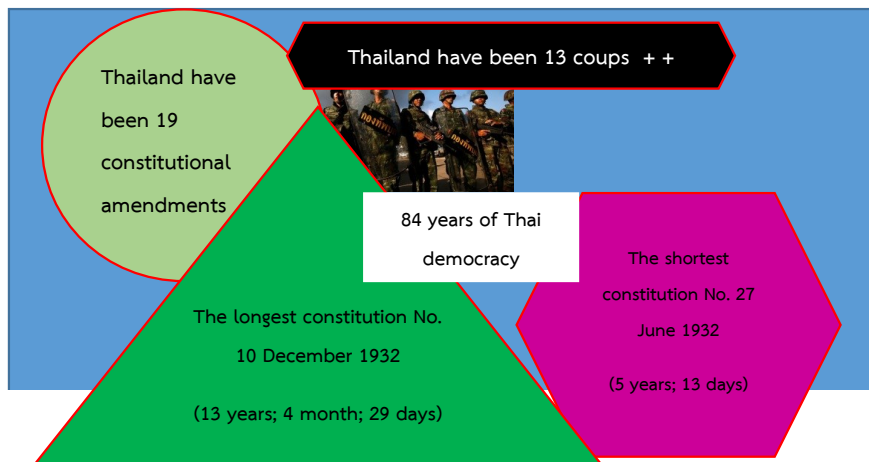 Thailand have been 13 coups ++
Thailand have
been 19
constitutional
amendments
84 years of Thai
democracy
The shortest
constitution No. 27
June 1932
(5 years; 13 days)
The longest constitution No.
10 December 1932
(13 years; 4 month; 29 days)